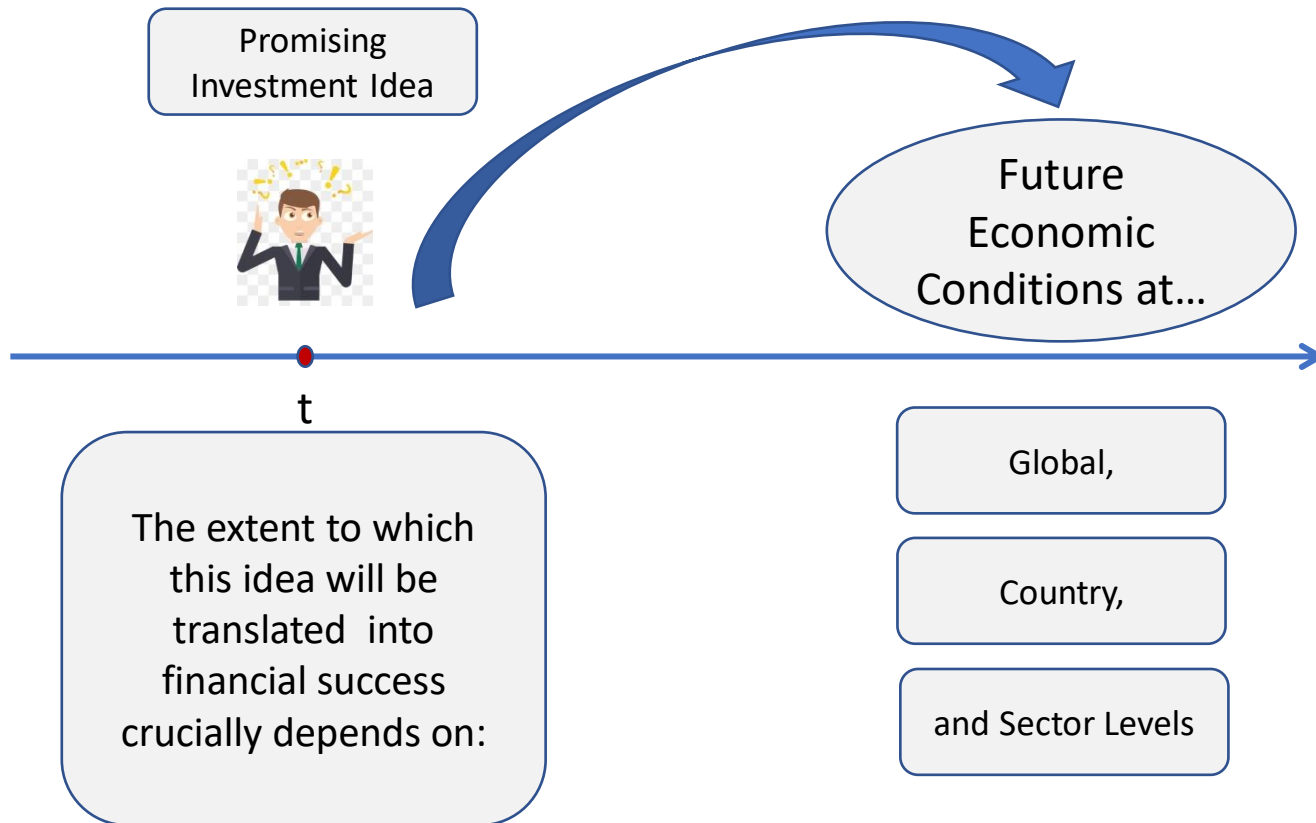 Promising
Investment Idea
Future
Economic
Conditions at...
t
The extent to which
this idea will be
translated into
financial success
crucially depends on:
Global,
Country,
and Sector Levels